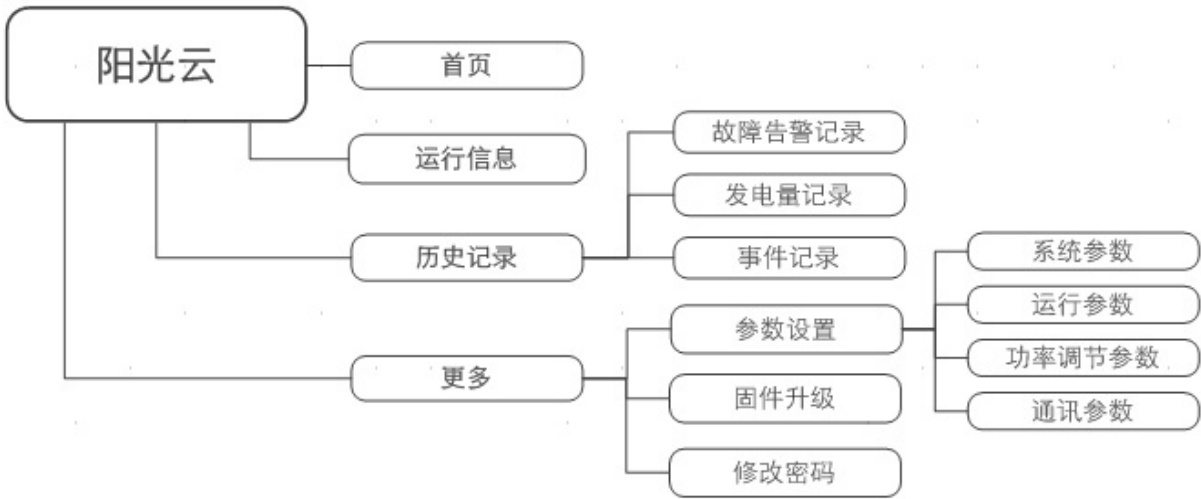 阳光云
首页
运行信息
历史记录
故障告警记录
发电量记录
事件记录
更多
参数设置
系统参数
运行参数
功率调节参数
通讯参数
固件升级
修改密码